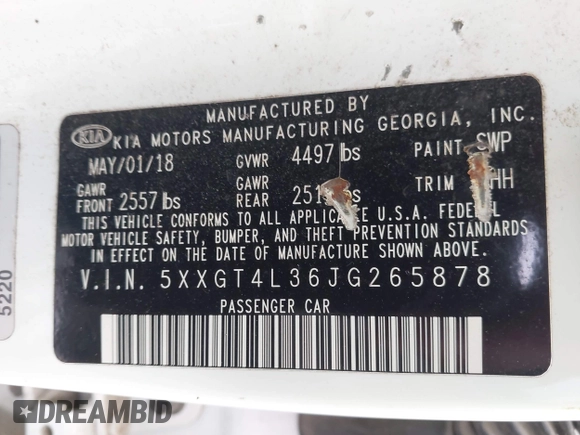 MANUFACTURED BY
KIA KIA MOTORS MANUFACTURING GEORGIA, INC.
MAY/01/18 GVWR 4497 lbs PAINT SWP
GAWR FRONT 2557 lbs GAWR REAR TRIM
THIS VEHICLE CONFORMS TO ALL APPLICABLE U.S.A. FEDERAL
MOTOR VEHICLE SAFETY, BUMPER, AND THEFT PREVENTION STANDARDS
IN EFFECT ON THE DATE OF MANUFACTURE SHOWN ABOVE.
V.I.N. 5XXGT4L36JG265878
PASSENGER CAR
5220
DREAMBID